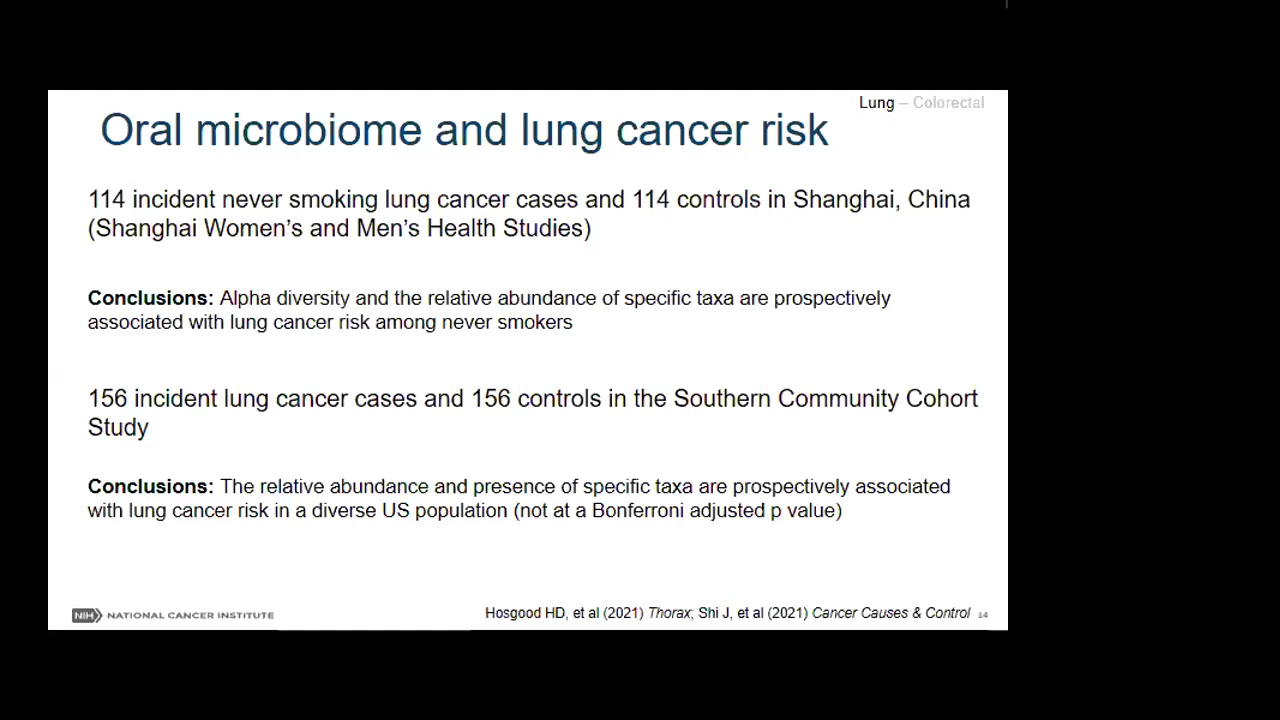 Lung – Colorectal
Oral microbiome and lung cancer risk
114 incident never smoking lung cancer cases and 114 controls in Shanghai, China
(Shanghai Women’s and Men’s Health Studies)
Conclusions: Alpha diversity and the relative abundance of specific taxa are prospectively
associated with lung cancer risk among never smokers
156 incident lung cancer cases and 156 controls in the Southern Community Cohort
Study
Conclusions: The relative abundance and presence of specific taxa are prospectively associated
with lung cancer risk in a diverse US population (not at a Bonferroni adjusted p value)
NIH NATIONAL CANCER INSTITUTE
Hosgood HD, et al (2021) Thorax; Shi J, et al (2021) Cancer Causes & Control 14